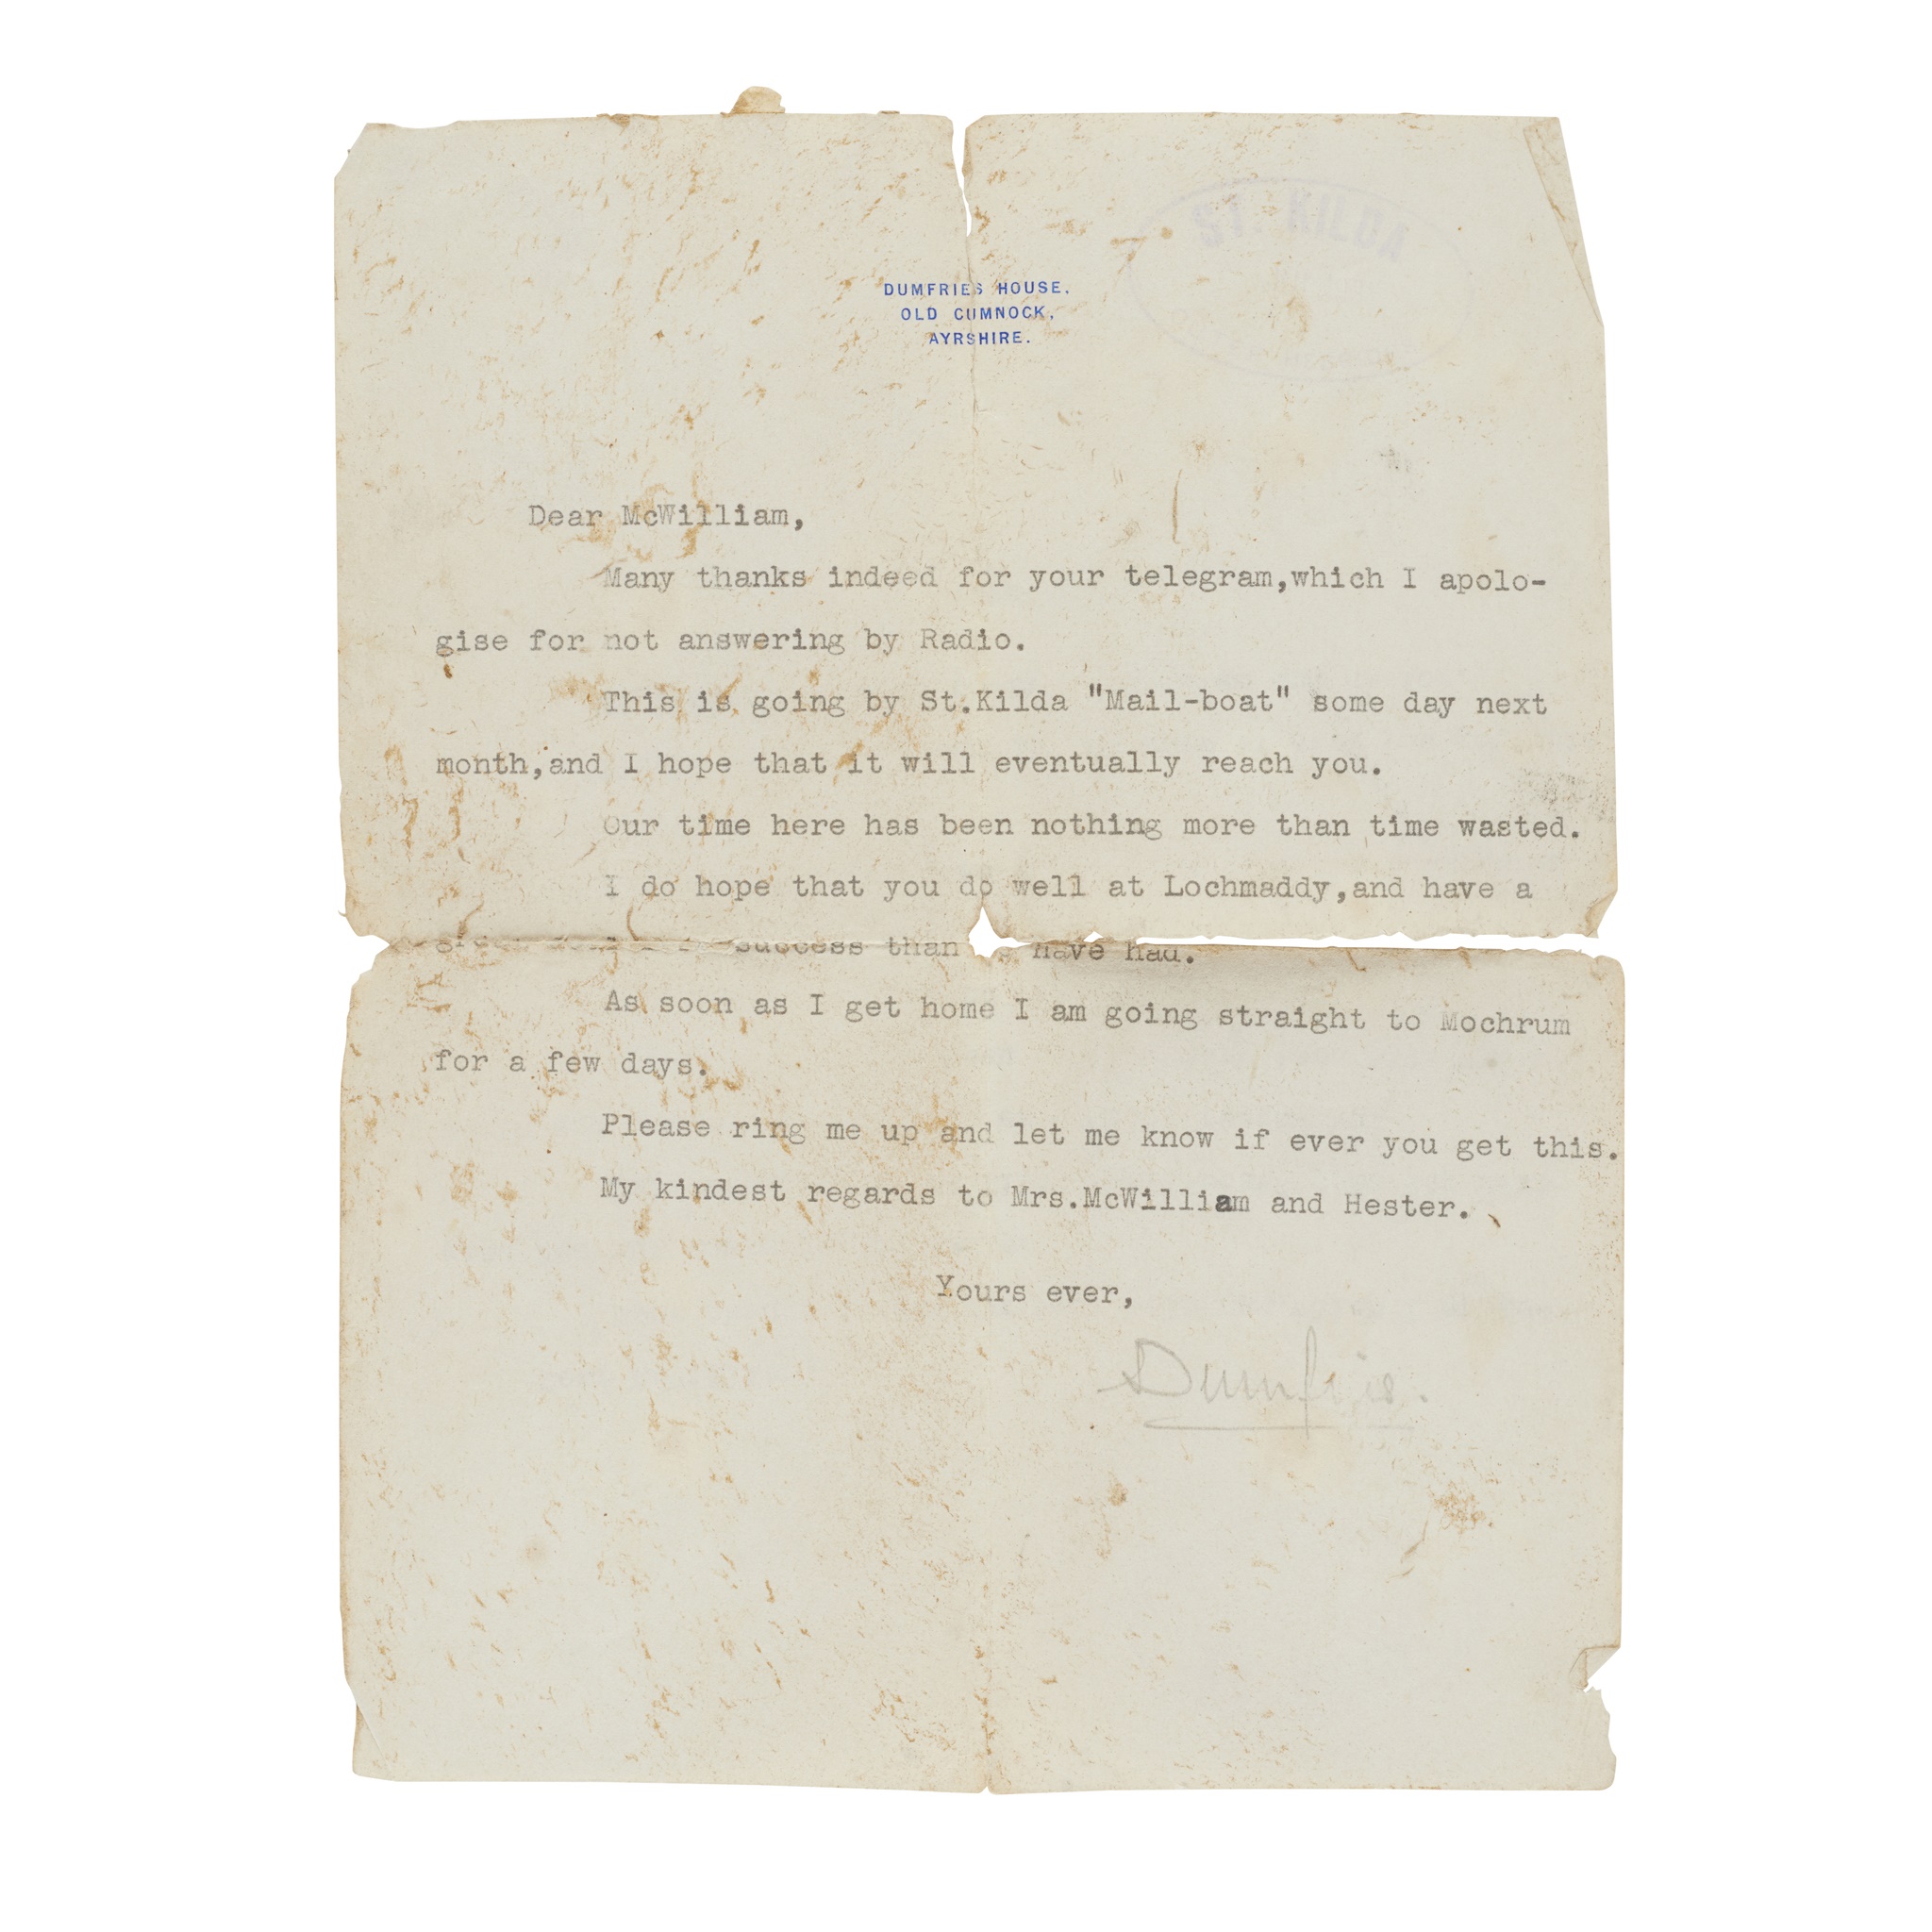 ST. KILDA
DUMFRIES HOUSE.
OLD CUMNOCK,
AYRSHIRE.
Dear McWilliam,
Many thanks indeed for your telegram,which I apolo-
gise for not answering by Radio.
This is going by St.Kilda "Mail-boat" some day next
month,and I hope that it will eventually reach you.
Our time here has been nothing more than time wasted.
I do hope that you do well at Lochmaddy,and have a
success than have had.
As soon as I get home I am going straight to Mochrum
for a few days.
Please ring me up and let me know if ever you get this.
My kindest regards to Mrs.McWilliam and Hester.
Yours ever,
Dumfries.